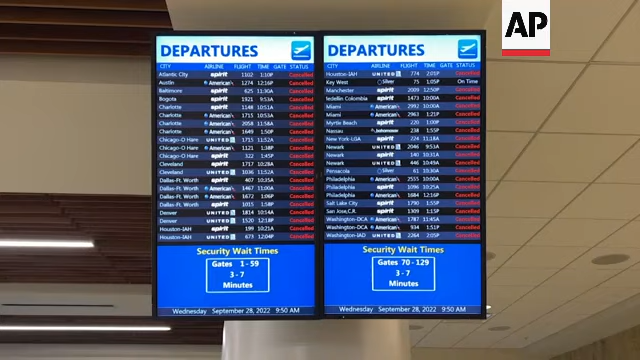 AP
DEPARTURES
CITY AIRLINE FLIGHT TIME GATE STATUS
Atlantic City spirit 1102 1:10P Cancelled
Austin American 1274 12:16P Cancelled
Baltimore spirit 625 11:30A Cancelled
Bogota spirit 1321 9:53A Cancelled
Charlotte spirit 1148 10:51A Cancelled
Charlotte American 1715 10:53A Cancelled
Charlotte American 2058 11:58A Cancelled
Charlotte American 1649 1:50P Cancelled
Chicago-O Hare UNITED 1715 11:52A Cancelled
Chicago-O Hare American 1121 1:38P Cancelled
Chicago-O Hare spirit 322 1:45P Cancelled
Cleveland spirit 1717 10:28A Cancelled
Cleveland UNITED 1036 11:52A Cancelled
Dallas-Ft. Worth spirit 407 10:35A Cancelled
Dallas-Ft. Worth American 1467 11:00A Cancelled
Dallas-Ft. Worth American 1672 1:06P Cancelled
Dallas-Ft. Worth spirit 1015 1:58P Cancelled
Denver UNITED 1814 10:54A Cancelled
Denver UNITED 1520 12:18P Cancelled
Houston-IAH spirit 199 10:21A Cancelled
Houston-IAH UNITED 673 12:04P Cancelled
Security Wait Times
Gates 1 - 59
3 - 7
Minutes
Wednesday September 28, 2022 9:50 AM
DEPARTURES
CITY AIRLINE FLIGHT TIME GATE STATUS
Houston-IAH UNITED 774 2:01P Cancelled
Key West Silver 75 1:05P On Time
Manchester spirit 2009 12:50P Cancelled
Medellin Colombia spirit 1473 10:00A Cancelled
Miami American 2992 10:00A Cancelled
Miami American 2963 1:21P Cancelled
Myrtle Beach spirit 220 1:00P Cancelled
Nassau 238 1:55P Cancelled
New York-LGA spirit 724 11:18A Cancelled
Newark UNITED 2046 9:53A Cancelled
Newark spirit 140 10:31A Cancelled
Newark UNITED 446 10:49A Cancelled
Pensacola Silver 61 10:30A Cancelled
Philadelphia American 2555 10:00A Cancelled
Philadelphia spirit 1096 10:25A Cancelled
Philadelphia American 1684 12:16P Cancelled
Salt Lake City spirit 1790 1:55P Cancelled
San Jose,C.R. spirit 1309 1:15P Cancelled
Washington-DCA American 1787 11:45A Cancelled
Washington-DCA American 934 1:51P Cancelled
Washington-IAD UNITED 2264 2:05P Cancelled
Security Wait Times
Gates 70 - 129
3 - 7
Minutes
Wednesday September 28, 2022 9:50 AM